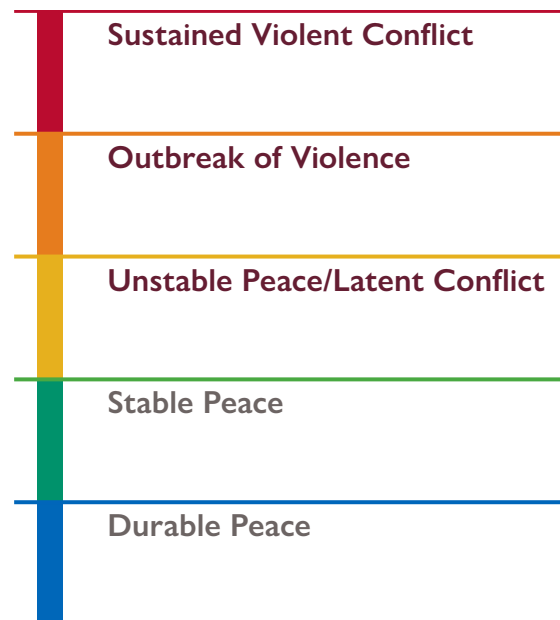 Sustained Violent Conflict
Outbreak of Violence
Unstable Peace/Latent Conflict
Stable Peace
Durable Peace